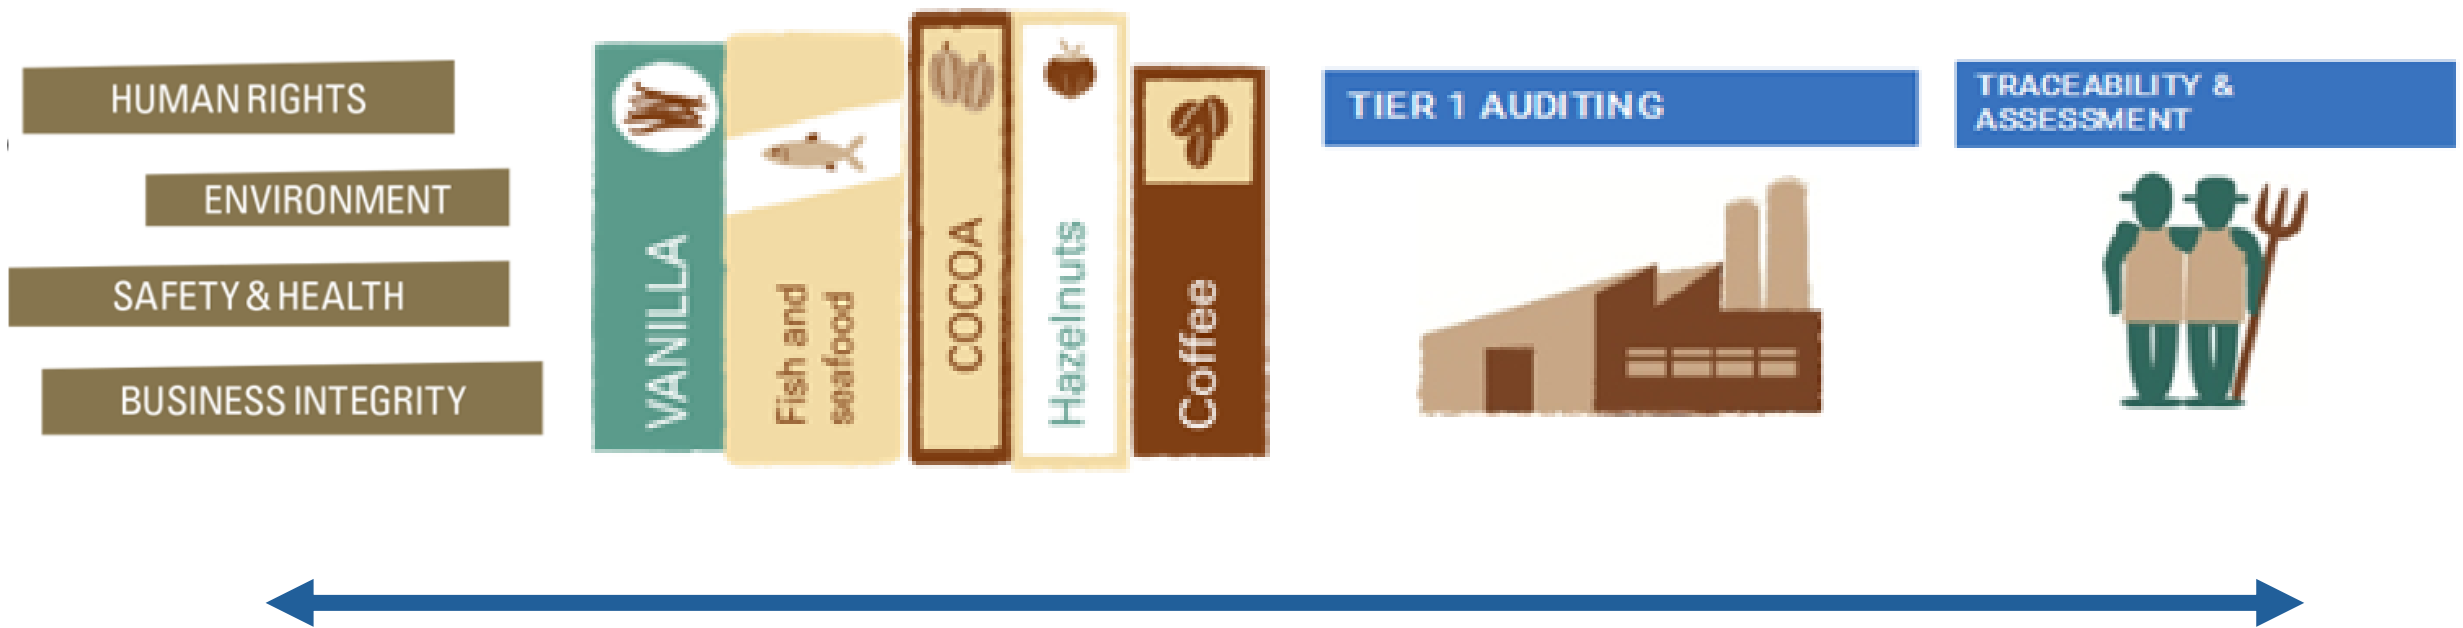 HUMAN RIGHTS
ENVIRONMENT
SAFETY & HEALTH
BUSINESS INTEGRITY
VANILLA
Fish and
seafood
COCOA
Hazelnuts
Coffee
TIER 1 AUDITING
TRACEABILITY &
ASSESSMENT